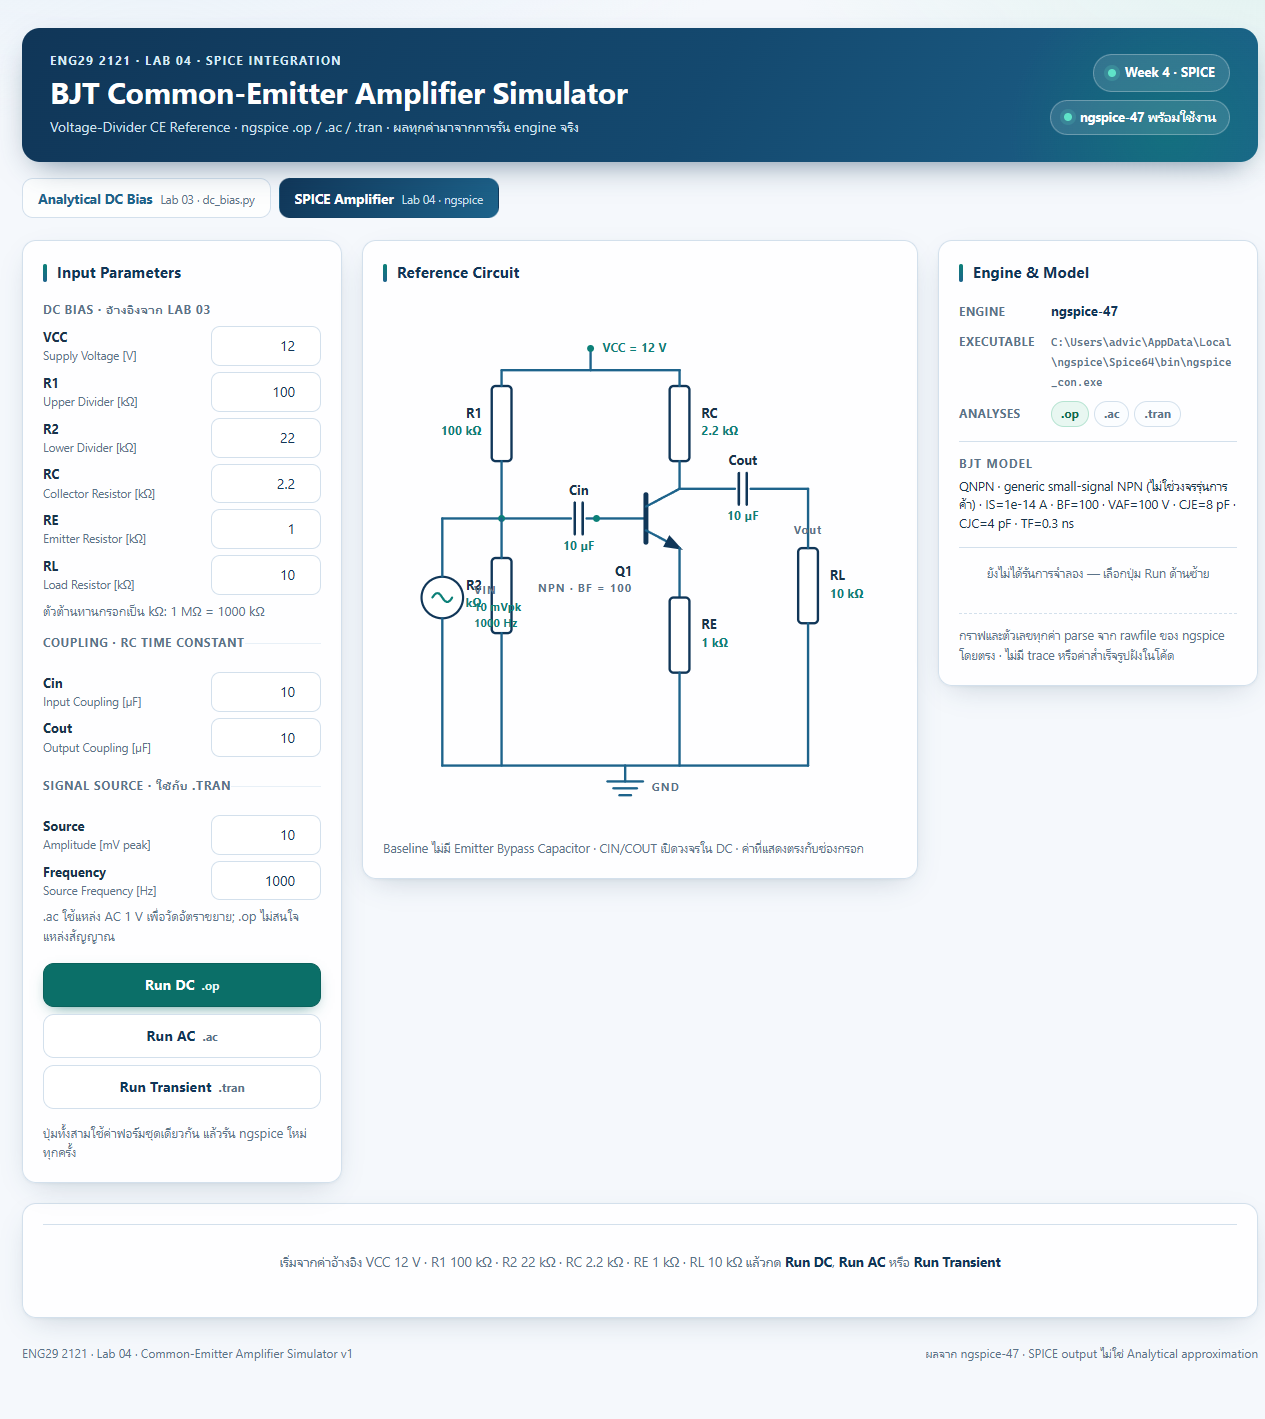 ENG29 2121 · LAB 04 · SPICE INTEGRATION
BJT Common-Emitter Amplifier Simulator
Voltage-Divider CE Reference · ngspice .op / .ac / .tran · ผลทุกค่ามาจากการรัน engine จริง
Week 4 · SPICE
ngspice-47 พร้อมใช้งาน
Analytical DC Bias Lab 03 · dc_bias.py
SPICE Amplifier Lab 04 · ngspice
Input Parameters
DC BIAS · อ้างอิงจาก LAB 03
VCC
Supply Voltage [V]
12
R1
Upper Divider [kΩ]
100
R2
Lower Divider [kΩ]
22
RC
Collector Resistor [kΩ]
2.2
RE
Emitter Resistor [kΩ]
1
RL
Load Resistor [kΩ]
10
ตัวต้านทานกรอกเป็น kΩ: 1 MΩ = 1000 kΩ
COUPLING · RC TIME CONSTANT
Cin
Input Coupling [µF]
10
Cout
Output Coupling [µF]
10
SIGNAL SOURCE · ใช้กับ .TRAN
Source
Amplitude [mV peak]
10
Frequency
Source Frequency [Hz]
1000
.ac ใช้แหล่ง AC 1 V เพื่อวัดอัตราขยาย; .op ไม่สนใจ
แหล่งสัญญาณ
Run DC .op
Run AC .ac
Run Transient .tran
ปุ่มทั้งสามใช้ค่าฟอร์มชุดเดียวกัน แล้วรัน ngspice ใหม่
ทุกครั้ง
Reference Circuit
VCC = 12 V
R1
100 kΩ
RC
2.2 kΩ
Cout
10 µF
Cin
10 µF
Vout
Q1
NPN · BF = 100
R2
kΩ
VIN
10 mVpk
1000 Hz
RL
10 kΩ
RE
1 kΩ
GND
Baseline ไม่มี Emitter Bypass Capacitor · CIN/COUT เปิดวงจรใน DC · ค่าที่แสดงตรงกับช่องกรอก
Engine & Model
ENGINE
ngspice-47
EXECUTABLE
C:\Users\advic\AppData\Local
\ngspice\Spice64\bin\ngspice
_con.exe
ANALYSES
.op .ac .tran
BJT MODEL
QNPN · generic small-signal NPN (ไม่ใช่วงจรรุ่นการ
ค้า) · IS=1e-14 A · BF=100 · VAF=100 V · CJE=8 pF ·
CJC=4 pF · TF=0.3 ns
ยังไม่ได้รันการจำลอง — เลือกปุ่ม Run ด้านซ้าย
กราฟและตัวเลขทุกค่า parse จาก rawfile ของ ngspice
โดยตรง · ไม่มี trace หรือค่าสำเร็จรูปฝังในโค้ด
เริ่มจากค่าอ้างอิง VCC 12 V · R1 100 kΩ · R2 22 kΩ · RC 2.2 kΩ · RE 1 kΩ · RL 10 kΩ แล้วกด Run DC, Run AC หรือ Run Transient
ENG29 2121 · Lab 04 · Common-Emitter Amplifier Simulator v1
ผลจาก ngspice-47 · SPICE output ไม่ใช่ Analytical approximation